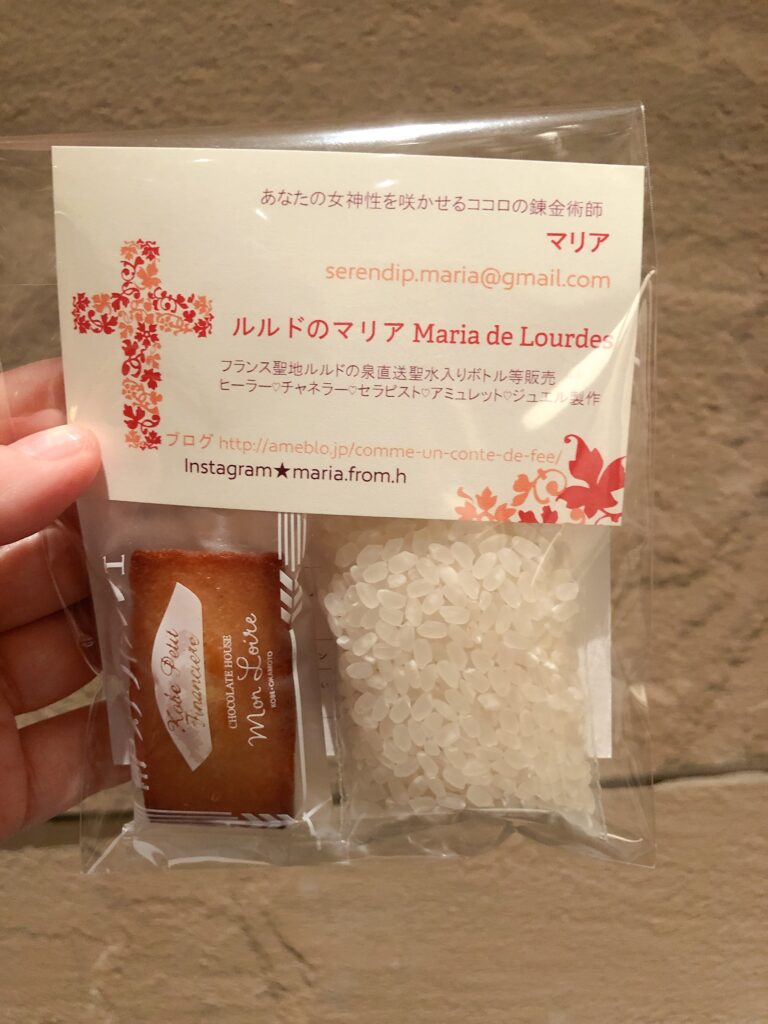 あなたの女神性を咲かせるココロの錬金術師
マリア
serendip.maria@gmail.com
ルルドのマリア Maria de Lourdes
フランス聖地ルルドの泉直送聖水入りボトル等販売
ヒーラー♡チャネラー♡セラピスト♡アミュレット♡ジュエル製作
ブログ http://ameblo.jp/comme-un-conte-de-fee/
Instagram★maria.from.h
Kobe Petit
Financière
CHOCOLATE HOUSE
Mon Loire
KOBE・OKAMOTO